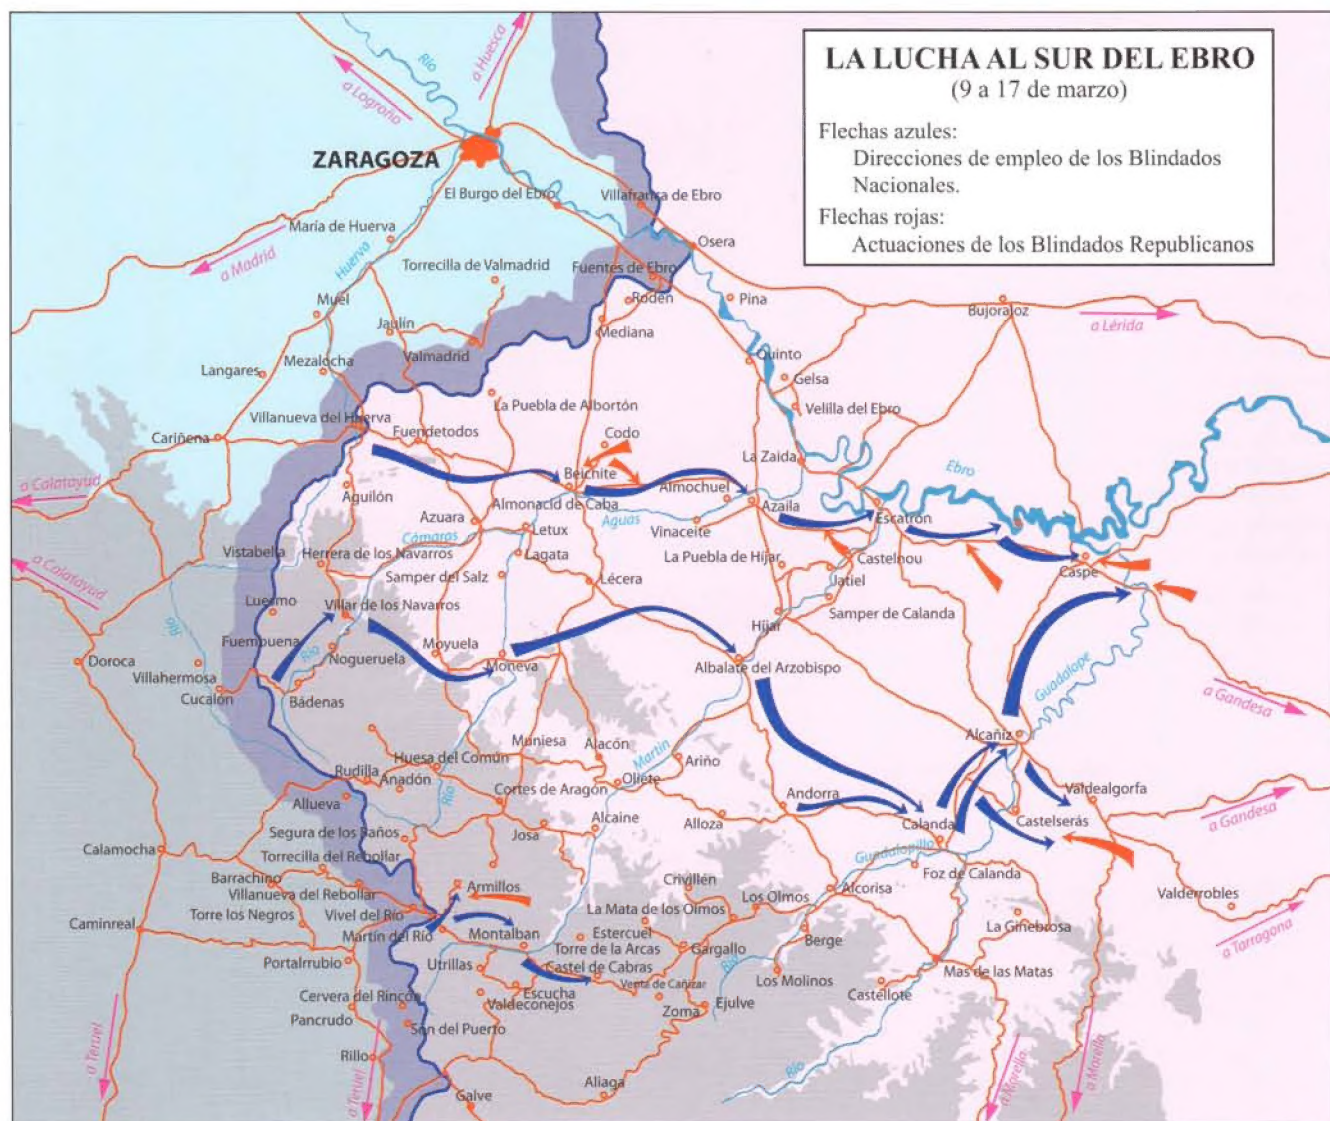 LA LUCHA AL SUR DEL EBRO
(9 a 17 de marzo)
Flechas azules:
Direcciones de empleo de los Blindados
Nacionales.
Flechas rojas:
Actuaciones de los Blindados Republicanos
a Huesca
Río
a Logroño
ZARAGOZA
El Burgo del Ebro
Villafranca de Ebro
María de Huerva
Huerva
a Madrid
Osera
Torrecilla de Valmadrid
Fuentes de Ebro
Roden
Pina
Muel
Bujoraloz
a Lérida
Jaulín
Mediana
Valmadrid
Quinto
Mezalocha
Langares
Gelsa
La Puebla de Albortón
Velilla del Ebro
Villanueva del Huerva
Fuendetodos
Cariñena
Codo
La Zaida
Ebro
a Calatayud
Belchite
Aguilón
Almochuel
Almonacid de Caba
Azaila
Escatrón
Azuara
Aguas
Letux
Vinaceite
Cámaras
Vistabella
Herrera de los Navarros
Lagata
La Puebla de Híjar
Castelnou
Caspe
a Calatayud
Samper del Salz
Lécera
Jatiel
Luesmo
Villar de los Navarros
Samper de Calanda
Híjar
Río
Fuembuena
Moyuela
Río
Nogueruela
Moneva
Albalate del Arzobispo
Doroca
Villahermosa
Cucalón
Bádenas
Guadalope
a Gandesa
Alcañiz
Muniesa
Alacón
Martín
Huesa del Común
Ariño
Rudilla
Anadón
Oliete
Cortes de Aragón
Río
Andorra
Valdealgorfa
Allueva
Alcaine
Alloza
Calanda
Castelserás
a Gandesa
Segura de los Baños
Josa
Calamocha
Torrecilla del Rebollar
Guadalopillo
Barrachino
Villanueva del Rebollar
Armillos
Crivillén
Alcorisa
Foz de Calanda
Los Olmos
Valderrobles
Torre los Negros
Vivel del Río
La Mata de los Olmos
Caminreal
La Ginebrosa
a Tarragona
Martín del Río
Montalban
Estercuel
Berge
Torre de la Arcas
Gargallo
Portalrrubio
Utrillas
Castel de Cabras
Río
Los Molinos
Mas de las Matas
Venta de Cañizar
Castellote
Escucha
Cervera del Rincón
Valdeconejos
Zoma
Ejulve
Pancrudo
Son del Puerto
Rillo
a Teruel
Río
a Morella
a Morella
Aliaga
a Teruel
Galve